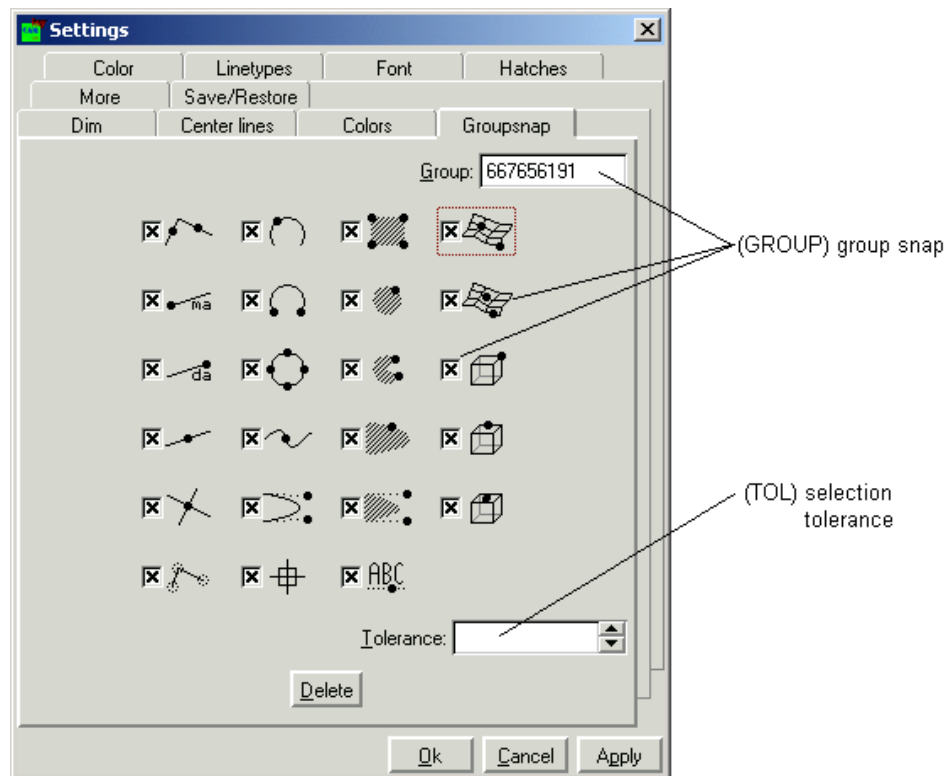 Settings
Color Linetypes Font Hatches
More Save/Restore
Dim Center lines Colors Groupsnap
Group: 667656191
(GROUP) group snap
ma
da
(TOL) selection
tolerance
ABC
Tolerance:
Delete
Ok Cancel Apply